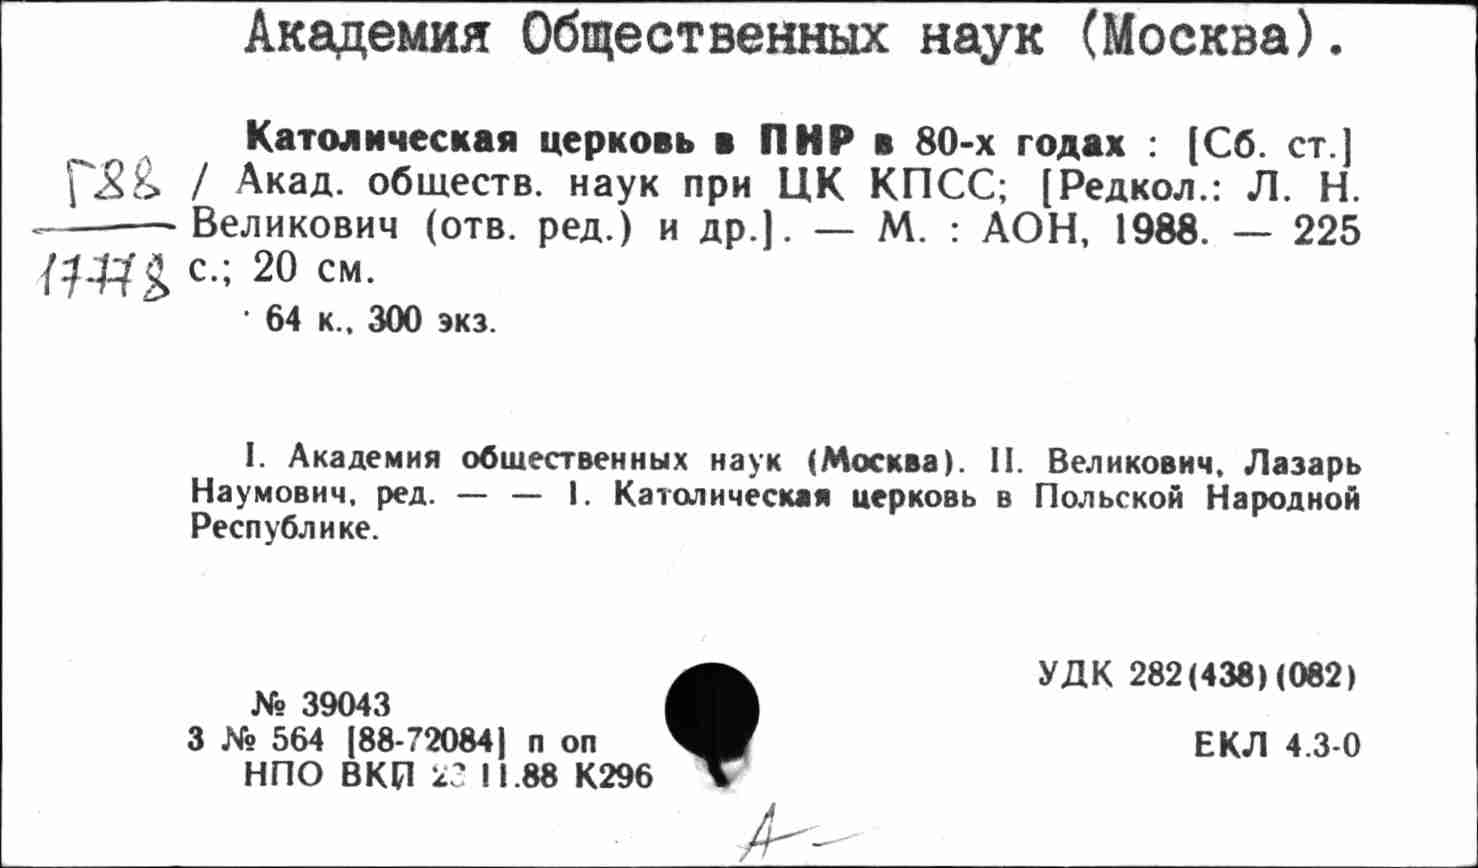 Академия Общественных наук (Москва).
Католическая церковь в ПНР в 80-х годах : [Сб. ст.]
Г88 / Акад. обществ. наук при ЦК КПСС; [Редкол.: Л. Н.
Великович (отв. ред.) и др.]. — М. : АОН, 1988. — 225
17778 с.; 20 см.
64 к., 300 экз.
I. Академия общественных наук (Москва). II. Великович, Лазарь
Наумович, ред. — — 1. Католическая церковь в Польской Народной
Республике.
УДК 282(438)(082)
№ 39043
3 № 564 [88-72084] п оп
ЕКЛ 4.3-0
НПО ВКП 23 11.88 К296
А -